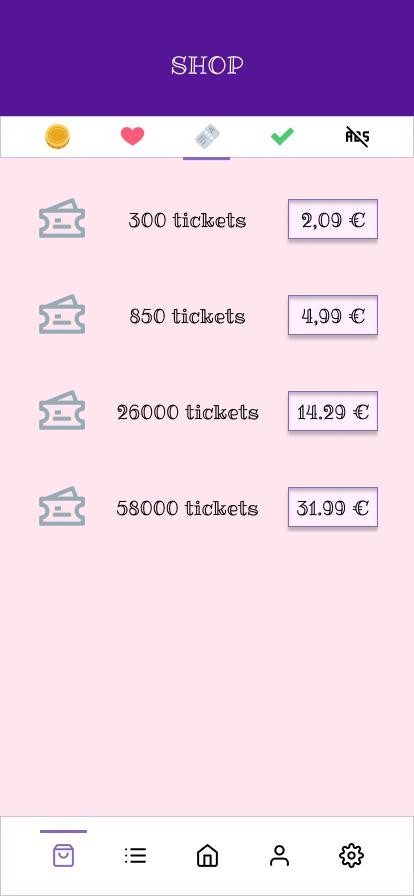 SHOP
ADS
300 tickets 2,09 €
850 tickets 4,99 €
26000 tickets 14.29 €
58000 tickets 31.99 €